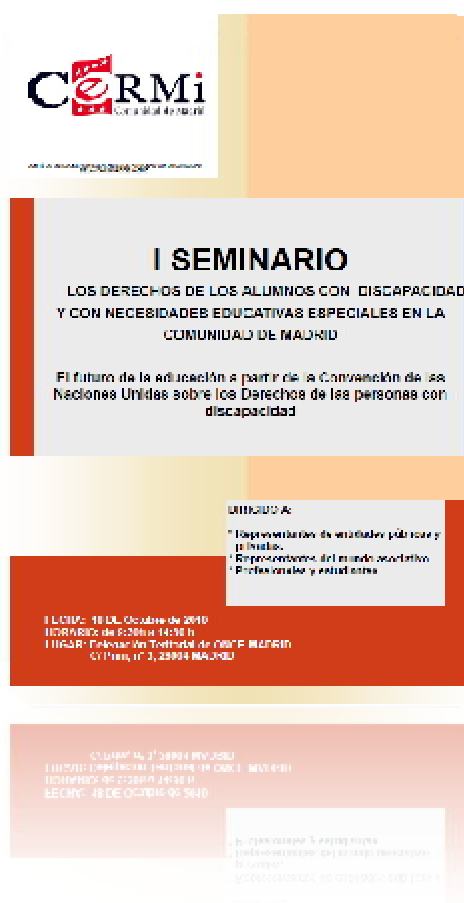 CERMI
Comunidad de Madrid
I SEMINARIO
LOS DERECHOS DE LOS ALUMNOS CON DISCAPACIDAD
Y CON NECESIDADES EDUCATIVAS ESPECIALES EN LA
COMUNIDAD DE MADRID
El futuro de la educación a partir de la Convención de las
Naciones Unidas sobre los Derechos de las personas con
discapacidad
DIRIGIDO A:
* Representantes de entidades públicas y
privadas.
* Representantes del mundo asociativo
* Profesionales y estudiantes
FECHA: DE Octubre de 2010
HORARIO: de a
LUGAR: Delegación Territorial de ONCE MADRID
C/ Prim, nº 3, MADRID